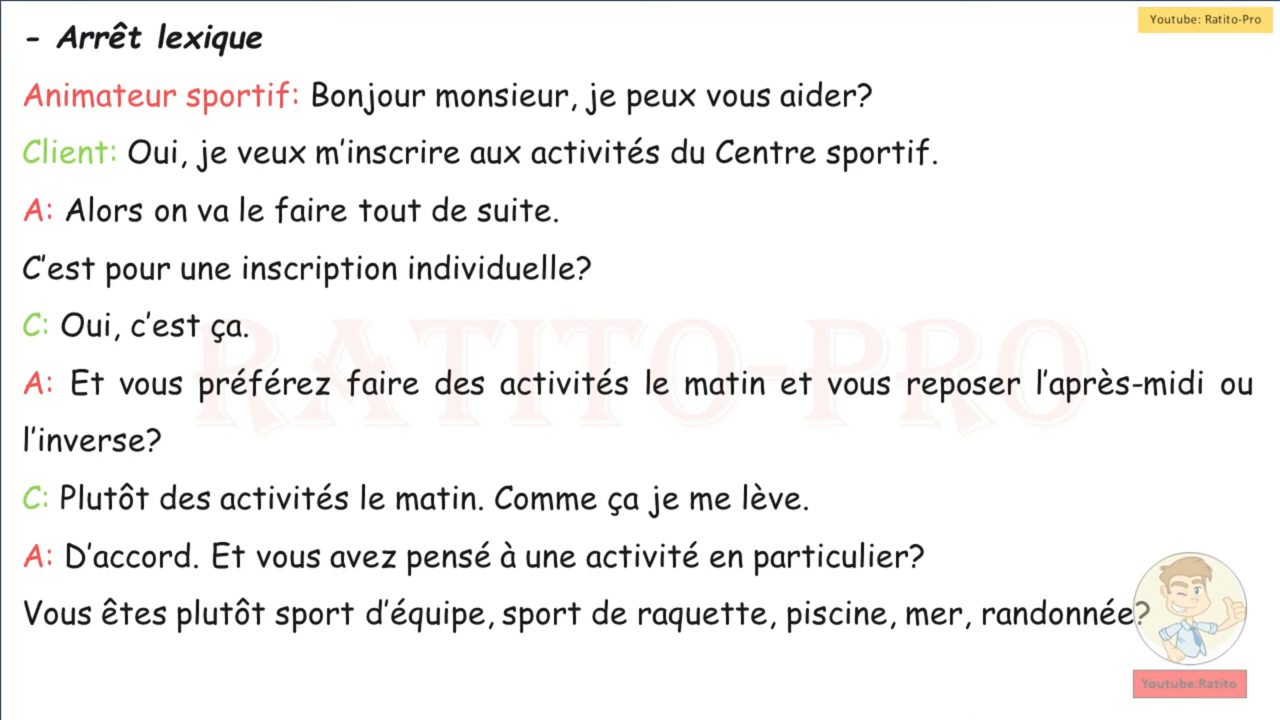 Youtube: Ratito-Pro
- Arrêt lexique
Animateur sportif: Bonjour monsieur, je peux vous aider?
Client: Oui, je veux m'inscrire aux activités du Centre sportif.
A: Alors on va le faire tout de suite.
C'est pour une inscription individuelle?
C: Oui, c'est ça.
A: Et vous préférez faire des activités le matin et vous reposer l'après-midi ou
l'inverse?
C: Plutôt des activités le matin. Comme ça je me lève.
A: D'accord. Et vous avez pensé à une activité en particulier?
Vous êtes plutôt sport d'équipe, sport de raquette, piscine, mer, randonnée?
RATITO-PRO
Youtube:Ratito